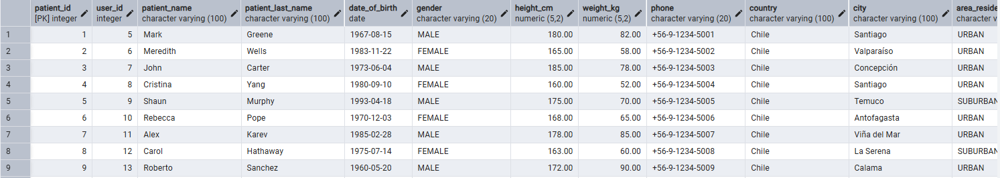 patient_id user_id patient_name patient_last_name date_of_birth gender height_cm weight_kg phone country city area_reside
[PK] integer integer character varying (100) character varying (100) date character varying (20) numeric (5,2) numeric (5,2) character varying (20) character varying (100) character varying (100) character v
1 1 5 Mark Greene 1967-08-15 MALE 180.00 82.00 +56-9-1234-5001 Chile Santiago URBAN
2 2 6 Meredith Wells 1983-11-22 FEMALE 165.00 58.00 +56-9-1234-5002 Chile Valparaíso URBAN
3 3 7 John Carter 1973-06-04 MALE 185.00 78.00 +56-9-1234-5003 Chile Concepción URBAN
4 4 8 Cristina Yang 1980-09-10 FEMALE 160.00 52.00 +56-9-1234-5004 Chile Santiago URBAN
5 5 9 Shaun Murphy 1993-04-18 MALE 175.00 70.00 +56-9-1234-5005 Chile Temuco SUBURBAN
6 6 10 Rebecca Pope 1970-12-03 FEMALE 168.00 65.00 +56-9-1234-5006 Chile Antofagasta URBAN
7 7 11 Alex Karev 1985-02-28 MALE 178.00 85.00 +56-9-1234-5007 Chile Viña del Mar URBAN
8 8 12 Carol Hathaway 1975-07-14 FEMALE 163.00 60.00 +56-9-1234-5008 Chile La Serena SUBURBAN
9 9 13 Roberto Sanchez 1960-05-20 MALE 172.00 90.00 +56-9-1234-5009 Chile Calama URBAN